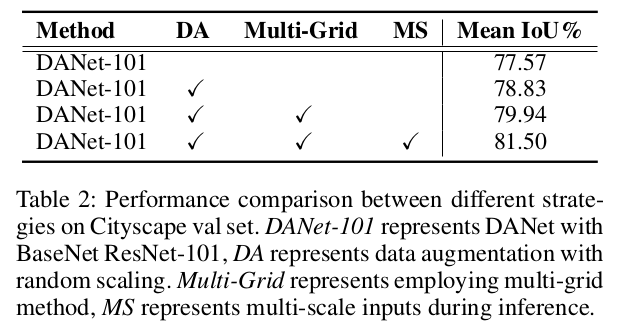 Method DA Multi-Grid MS Mean IoU%
DANet-101 77.57
DANet-101 ✓ 78.83
DANet-101 ✓ ✓ 79.94
DANet-101 ✓ ✓ ✓ 81.50
Table 2: Performance comparison between different strate-
gies on Cityscape val set. DANet-101 represents DANet with
BaseNet ResNet-101, DA represents data augmentation with
random scaling. Multi-Grid represents employing multi-grid
method, MS represents multi-scale inputs during inference.